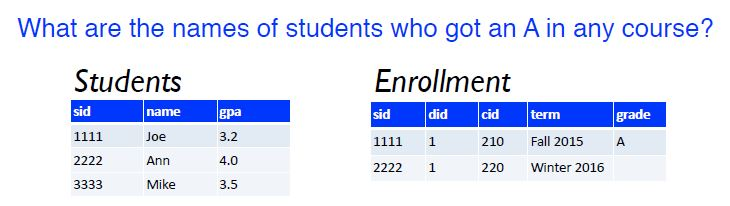 What are the names of students who got an A in any course?
Students
sid name gpa
1111 Joe 3.2
2222 Ann 4.0
3333 Mike 3.5
Enrollment
sid did cid term grade
1111 1 210 Fall 2015 A
2222 1 220 Winter 2016